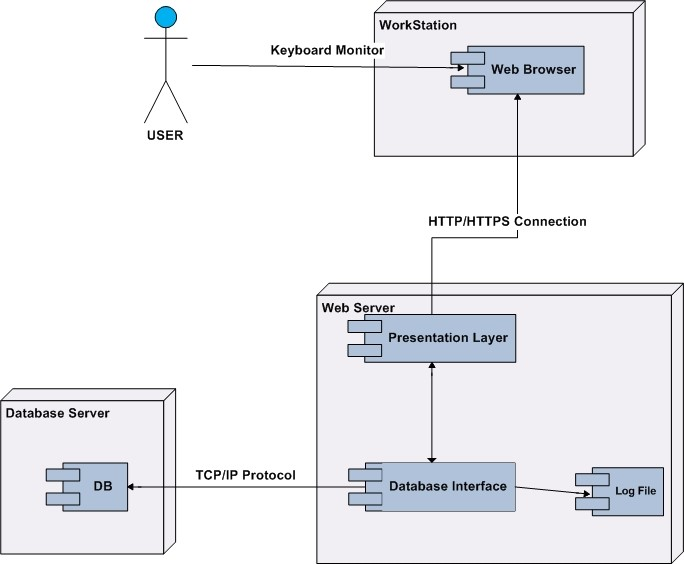 WorkStation
Keyboard Monitor
Web Browser
USER
HTTP/HTTPS Connection
Web Server
Presentation Layer
Database Server
TCP/IP Protocol
DB
Database Interface
Log File